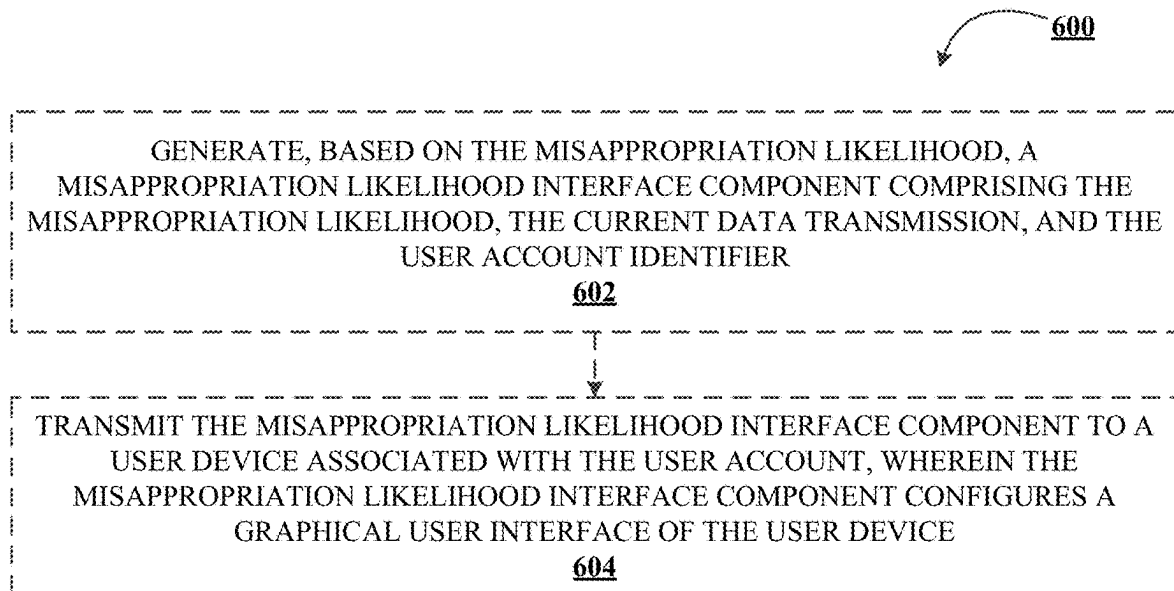 600
GENERATE, BASED ON THE MISAPPROPRIATION LIKELIHOOD, A
MISAPPROPRIATION LIKELIHOOD INTERFACE COMPONENT COMPRISING THE
MISAPPROPRIATION LIKELIHOOD, THE CURRENT DATA TRANSMISSION, AND THE
USER ACCOUNT IDENTIFIER
602
TRANSMIT THE MISAPPROPRIATION LIKELIHOOD INTERFACE COMPONENT TO A
USER DEVICE ASSOCIATED WITH THE USER ACCOUNT, WHEREIN THE
MISAPPROPRIATION LIKELIHOOD INTERFACE COMPONENT CONFIGURES A
GRAPHICAL USER INTERFACE OF THE USER DEVICE
604